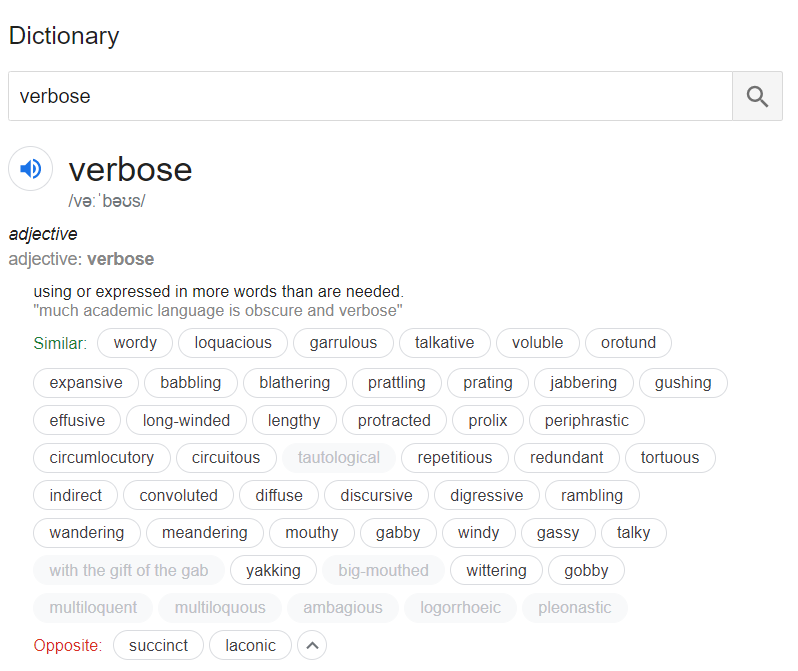 Dictionary
verbose
verbose
/vəːˈbəʊs/
adjective
adjective: verbose
using or expressed in more words than are needed.
"much academic language is obscure and verbose"
Similar: wordy loquacious garrulous talkative voluble orotund
expansive babbling blathering prattling prating jabbering gushing
effusive long-winded lengthy protracted prolix periphrastic
circumlocutory circuitous tautological repetitious redundant tortuous
indirect convoluted diffuse discursive digressive rambling
wandering meandering mouthy gabby windy gassy talky
with the gift of the gab yakking big-mouthed wittering gobby
multiloquent multiloquous ambagious logorrhoeic pleonastic
Opposite: succinct laconic